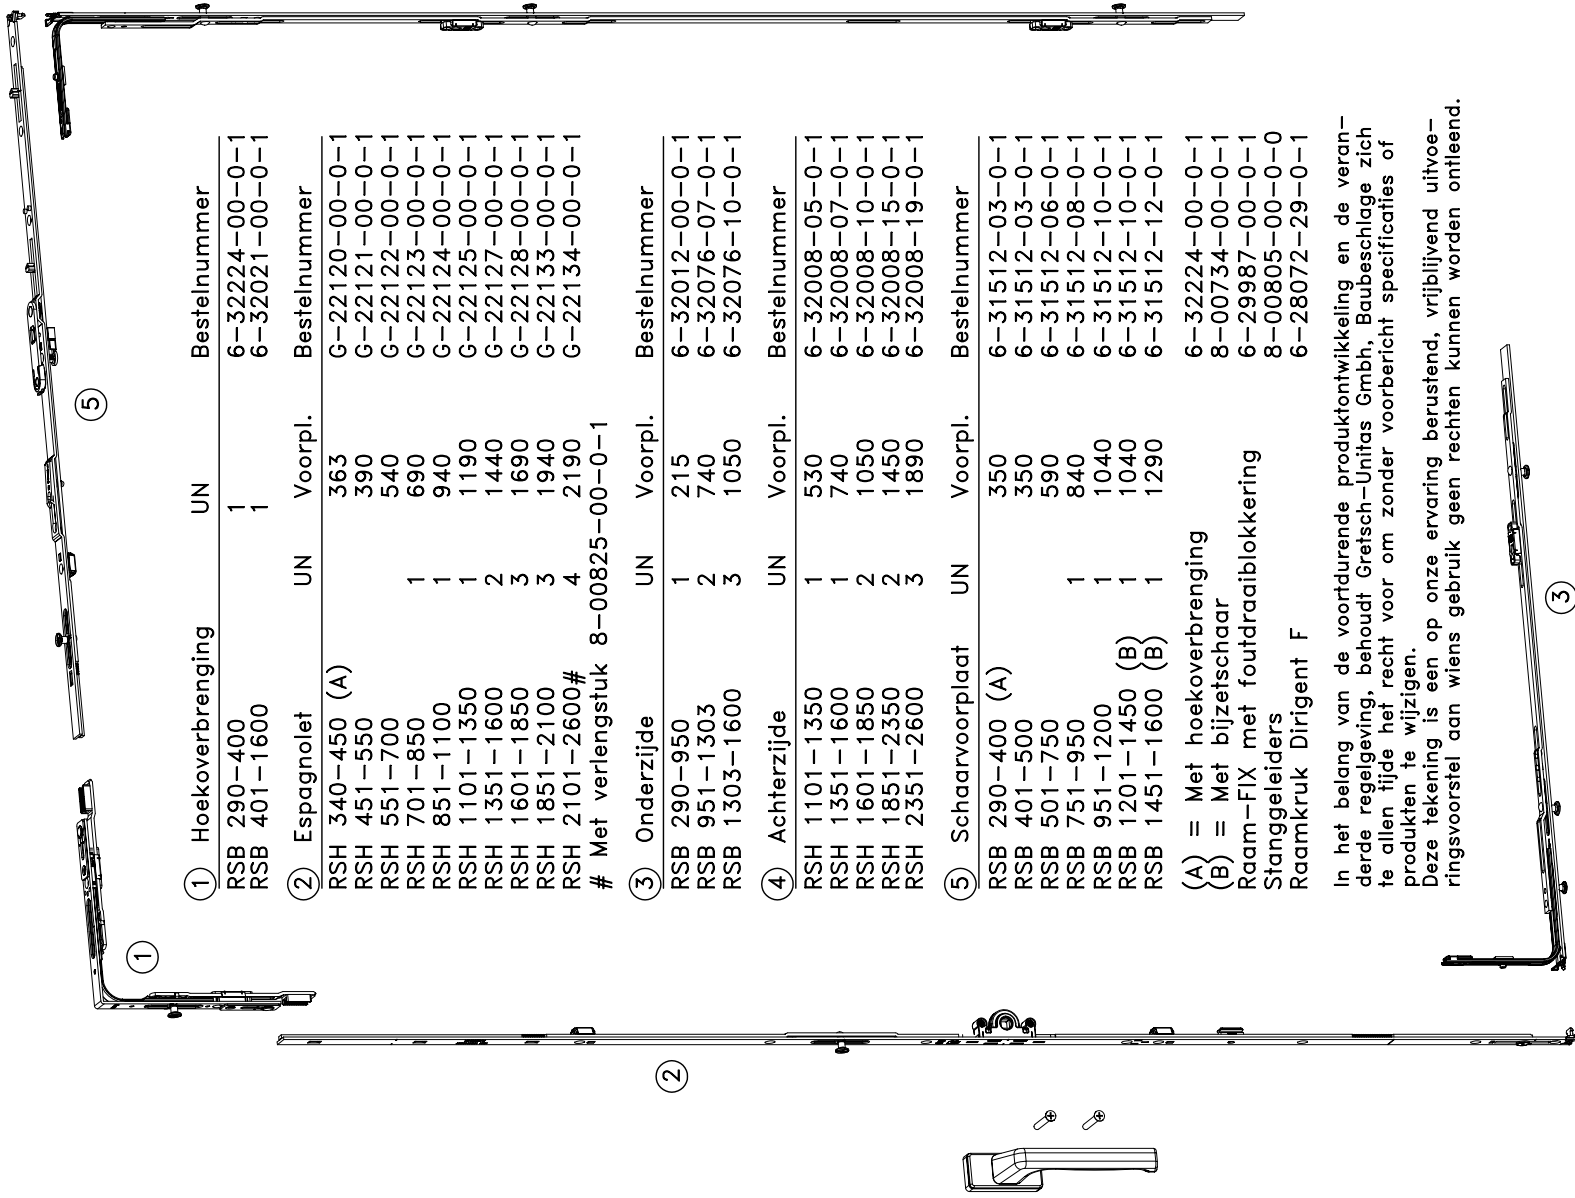 ① Hoekoverbrenging UN Bestelnummer
RSB 290-400 1 6-32224-00-0-1
RSB 401-1600 1 6-32021-00-0-1
② Espagnolet UN Voorpl. Bestelnummer
RSH 340-450 (A) 363 G-22120-00-0-1
RSH 451-550 390 G-22121-00-0-1
RSH 551-700 540 G-22122-00-0-1
RSH 701-850 1 690 G-22123-00-0-1
RSH 851-1100 1 940 G-22124-00-0-1
RSH 1101-1350 1 1190 G-22125-00-0-1
RSH 1351-1600 2 1440 G-22127-00-0-1
RSH 1601-1850 3 1690 G-22128-00-0-1
RSH 1851-2100 3 1940 G-22133-00-0-1
RSH 2101-2600# 4 2190 G-22134-00-0-1
# Met verlengstuk 8-00825-00-0-1
③ Onderzijde UN Voorpl. Bestelnummer
RSB 290-950 1 215 6-32012-00-0-1
RSB 951-1303 2 740 6-32076-07-0-1
RSB 1303-1600 3 1050 6-32076-10-0-1
④ Achterzijde UN Voorpl. Bestelnummer
RSH 1101-1350 1 530 6-32008-05-0-1
RSH 1351-1600 1 740 6-32008-07-0-1
RSH 1601-1850 2 1050 6-32008-10-0-1
RSH 1851-2350 2 1450 6-32008-15-0-1
RSH 2351-2600 3 1890 6-32008-19-0-1
⑤ Schaarvoorplaat UN Voorpl. Bestelnummer
RSB 290-400 (A) 350 6-31512-03-0-1
RSB 401-500 350 6-31512-03-0-1
RSB 501-750 590 6-31512-06-0-1
RSB 751-950 1 840 6-31512-08-0-1
RSB 951-1200 1 1040 6-31512-10-0-1
RSB 1201-1450 (B) 1 1040 6-31512-10-0-1
RSB 1451-1600 (B) 1 1290 6-31512-12-0-1
(A) = Met hoekoverbrenging 6-32224-00-0-1
(B) = Met bijzetschaar 8-00734-00-0-1
Raam-FIX met foutdraaiblokkering 6-29987-00-0-1
Stanggeleiders 8-00805-00-0-0
Raamkruk Dirigent F 6-28072-29-0-1
In het belang van de voortdurende produktontwikkeling en de veran-
derde regelgeving, behoudt Gretsch-Unitas Gmbh, Baubeschlage zich
te allen tijde het recht voor om zonder voorbericht specificaties of
produkten te wijzigen.
Deze tekening is een op onze ervaring berustend, vrijblijvend uitvoe-
ringsvoorstel aan wiens gebruik geen rechten kunnen worden ontleend.
①
②
③
⑤